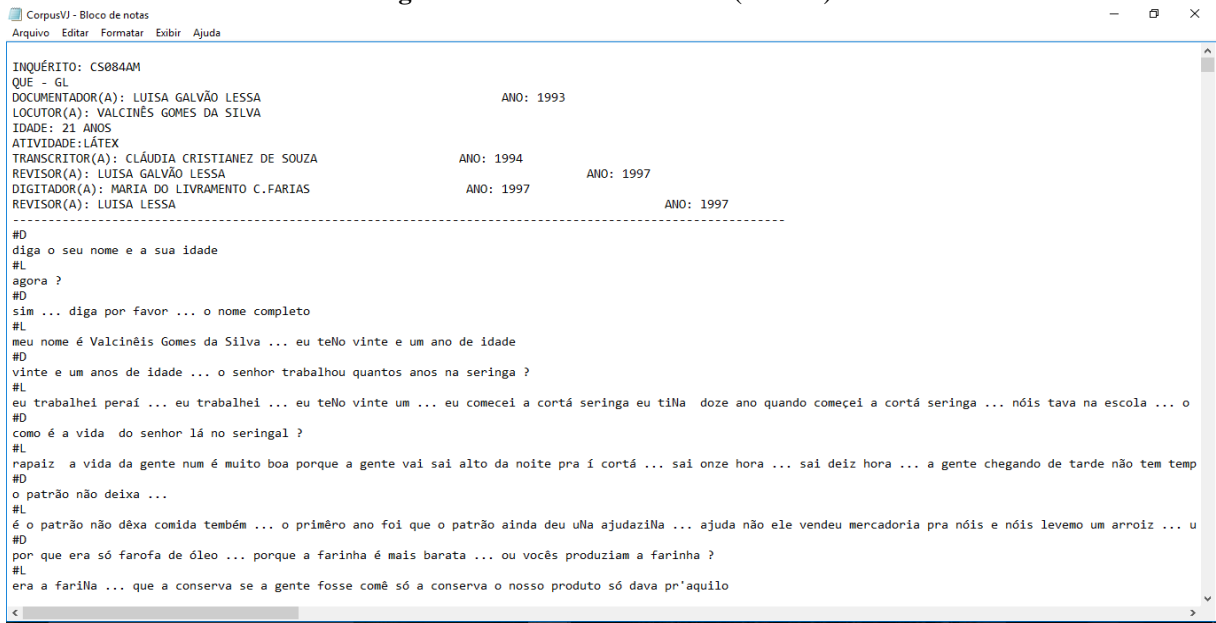 CorpusVJ - Bloco de notas
Arquivo Editar Formatar Exibir Ajuda
INQUÉRITO: CS084AM
QUE - GL
DOCUMENTADOR(A): LUISA GALVÃO LESSA ANO: 1993
LOCUTOR(A): VALCINÊS GOMES DA SILVA
IDADE: 21 ANOS
ATIVIDADE:LÁTEX
TRANSCRITOR(A): CLÁUDIA CRISTIANEZ DE SOUZA ANO: 1994
REVISOR(A): LUISA GALVÃO LESSA ANO: 1997
DIGITADOR(A): MARIA DO LIVRAMENTO C.FARIAS ANO: 1997
REVISOR(A): LUISA LESSA ANO: 1997
-------------------------------------------------------------------------------------------------------------
#D
diga o seu nome e a sua idade
#L
agora ?
#D
sim ... diga por favor ... o nome completo
#L
meu nome é Valcinêis Gomes da Silva ... eu teNo vinte e um ano de idade
#D
vinte e um anos de idade ... o senhor trabalhou quantos anos na seringa ?
#L
eu trabalhei peraí ... eu trabalhei ... eu teNo vinte um ... eu comecei a cortá seringa eu tiNa doze ano quando começei a cortá seringa ... nóis tava na escola ... o
#D
como é a vida do senhor lá no seringal ?
#L
rapaiz a vida da gente num é muito boa porque a gente vai sai alto da noite pra í cortá ... sai onze hora ... sai deiz hora ... a gente chegando de tarde não tem temp
#D
o patrão não deixa ...
#L
é o patrão não dêxa comida tembém ... o primêro ano foi que o patrão ainda deu uNa ajudaziNa ... ajuda não ele vendeu mercadoria pra nóis e nóis levemo um arroiz ... u
#D
por que era só farofa de óleo ... porque a farinha é mais barata ... ou vocês produziam a farinha ?
#L
era a fariNa ... que a conserva se a gente fosse comê só a conserva o nosso produto só dava pr'aquilo